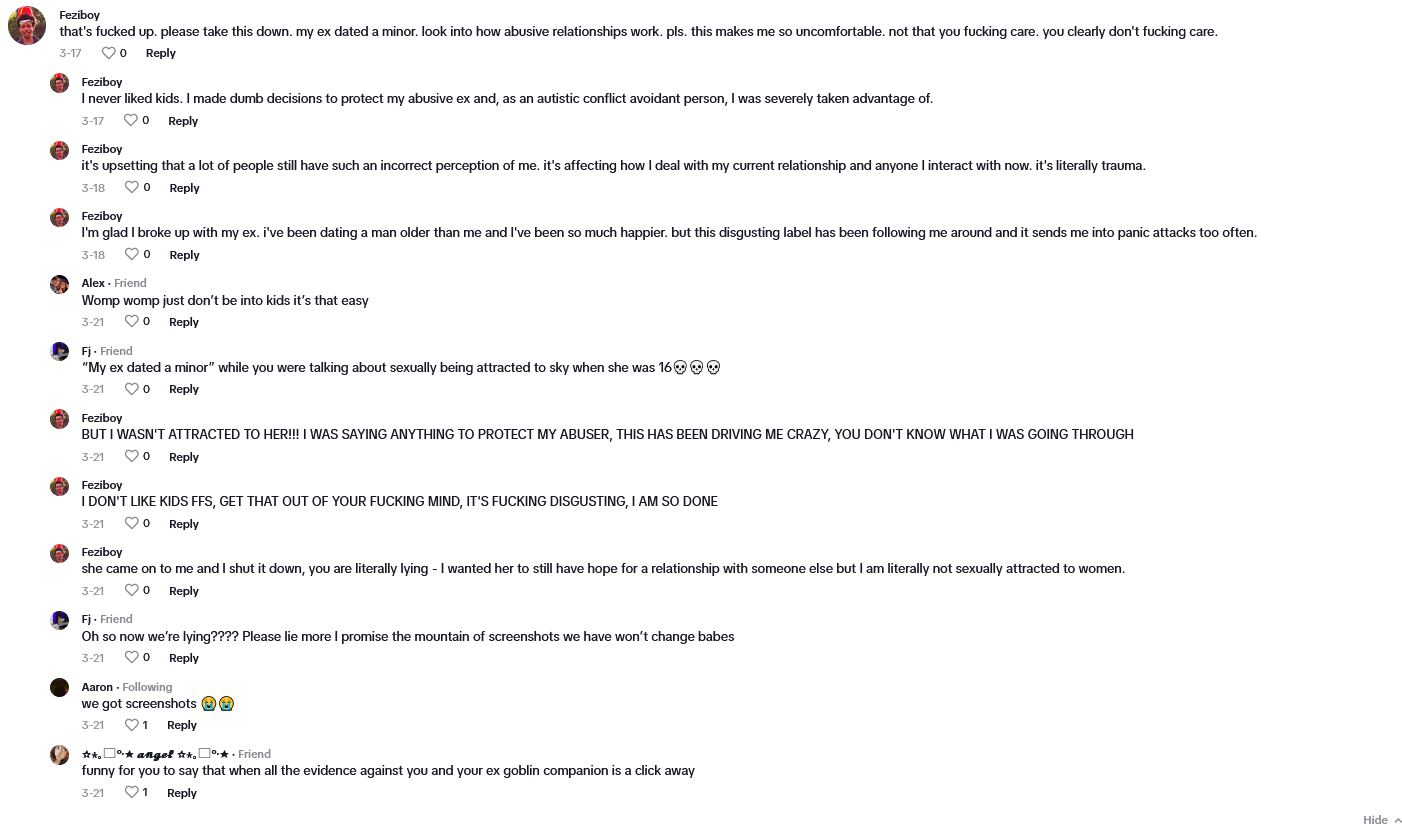 Feziboy
that's fucked up. please take this down. my ex dated a minor. look into how abusive relationships work. pls. this makes me so uncomfortable. not that you fucking care. you clearly don't fucking care.
3-17 0 Reply
Feziboy
I never liked kids. I made dumb decisions to protect my abusive ex and, as an autistic conflict avoidant person, I was severely taken advantage of.
3-17 0 Reply
Feziboy
it's upsetting that a lot of people still have such an incorrect perception of me. it's affecting how I deal with my current relationship and anyone I interact with now. it's literally trauma.
3-18 0 Reply
Feziboy
I'm glad I broke up with my ex. i've been dating a man older than me and I've been so much happier. but this disgusting label has been following me around and it sends me into panic attacks too often.
3-18 0 Reply
Alex · Friend
Womp womp just don’t be into kids it’s that easy
3-21 0 Reply
Fj · Friend
“My ex dated a minor” while you were talking about sexually being attracted to sky when she was 16💀💀💀
3-21 0 Reply
Feziboy
BUT I WASN'T ATTRACTED TO HER!!! I WAS SAYING ANYTHING TO PROTECT MY ABUSER, THIS HAS BEEN DRIVING ME CRAZY, YOU DON'T KNOW WHAT I WAS GOING THROUGH
3-21 0 Reply
Feziboy
I DON'T LIKE KIDS FFS, GET THAT OUT OF YOUR FUCKING MIND, IT'S FUCKING DISGUSTING, I AM SO DONE
3-21 0 Reply
Feziboy
she came on to me and I shut it down, you are literally lying - I wanted her to still have hope for a relationship with someone else but I am literally not sexually attracted to women.
3-21 0 Reply
Fj · Friend
Oh so now we’re lying???? Please lie more I promise the mountain of screenshots we have won’t change babes
3-21 0 Reply
Aaron · Following
we got screenshots 😭😭
3-21 1 Reply
✫⋆｡□°‧★ 𝓪𝓷𝓰𝓮𝓵 ✫⋆｡□°‧★ · Friend
funny for you to say that when all the evidence against you and your ex goblin companion is a click away
3-21 1 Reply
Hide